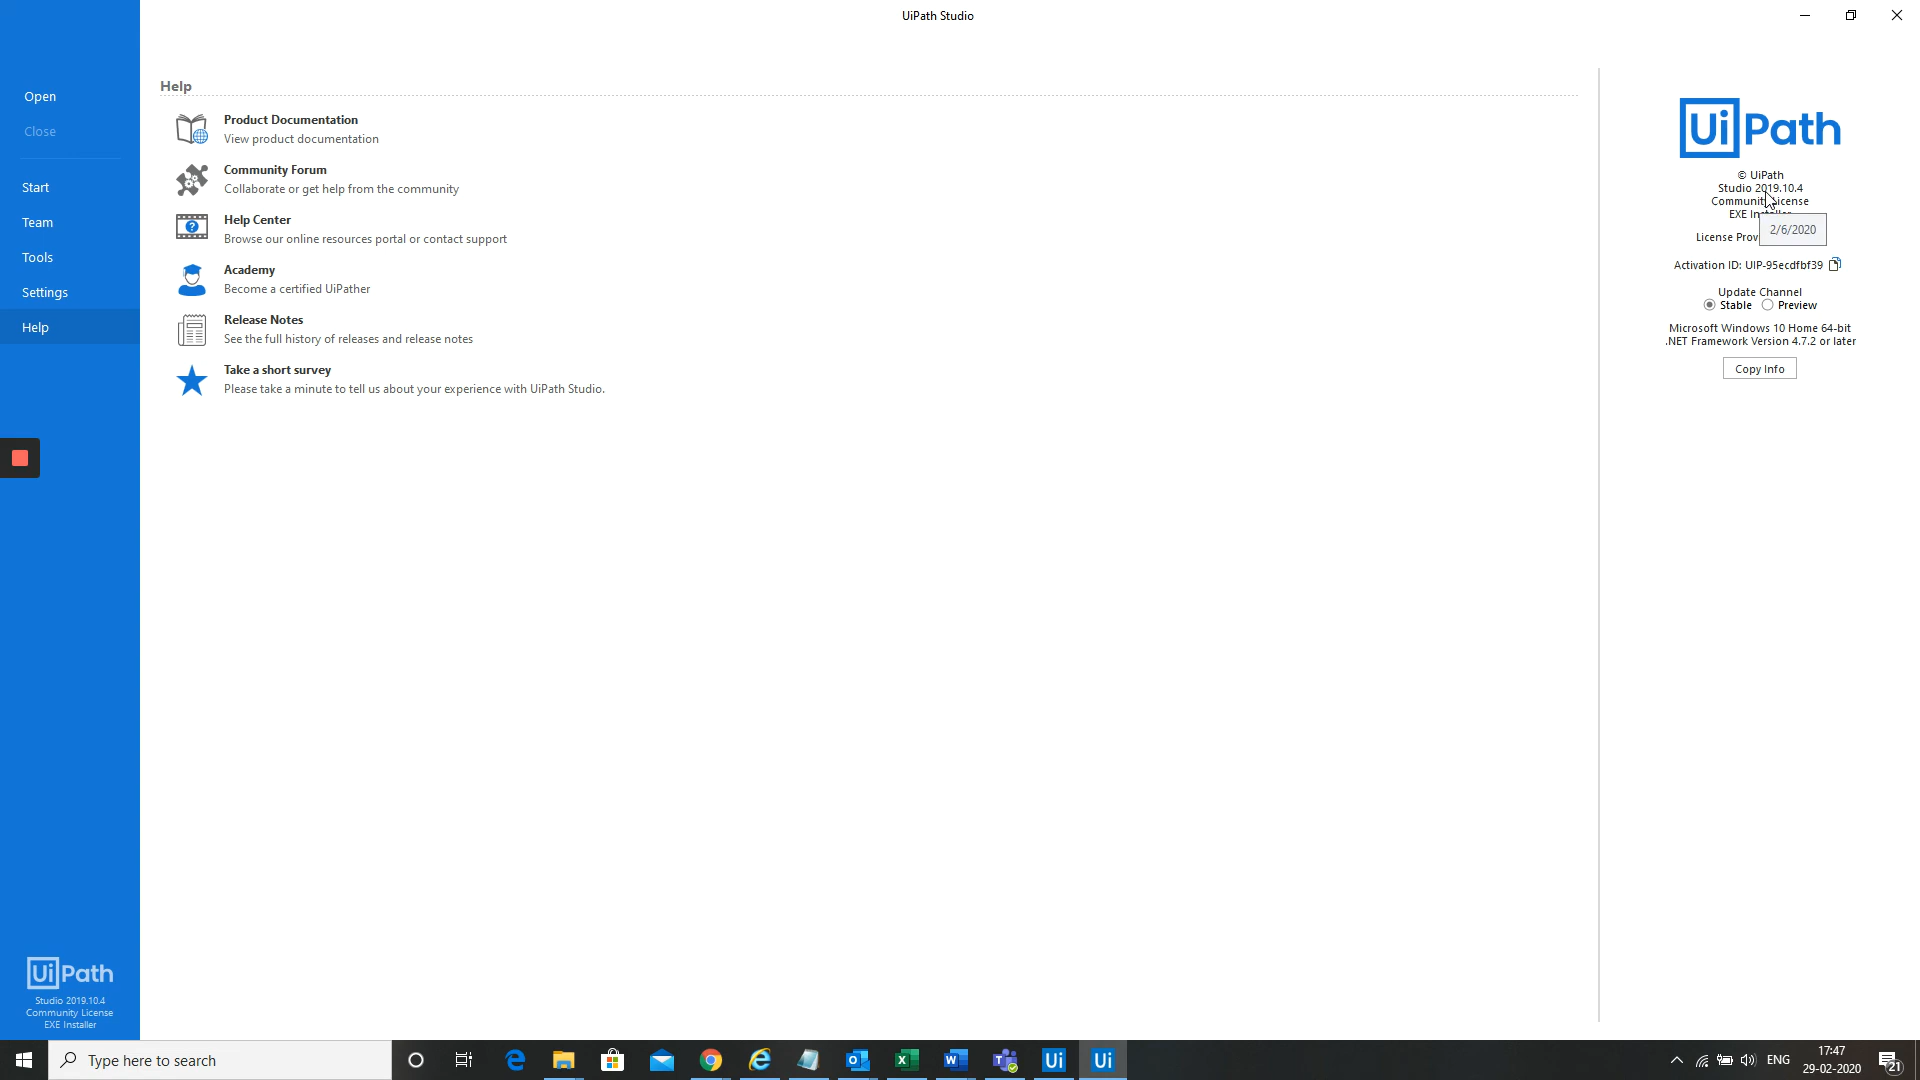 UiPath Studio
Open
Close
Start
Team
Tools
Settings
Help
Help
Product Documentation
View product documentation
Community Forum
Collaborate or get help from the community
Help Center
Browse our online resources portal or contact support
Academy
Become a certified UiPather
Release Notes
See the full history of releases and release notes
Take a short survey
Please take a minute to tell us about your experience with UiPath Studio.
UiPath
© UiPath
Studio 2019.10.4
Community License
EXE Installer
License Prov
2/6/2020
Activation ID: UIP-95ecdfbf39
Update Channel
Stable Preview
Microsoft Windows 10 Home 64-bit
.NET Framework Version 4.7.2 or later
Copy Info
UiPath
Studio 2019.10.4
Community License
EXE Installer
Type here to search
ENG
17:47
29-02-2020
21